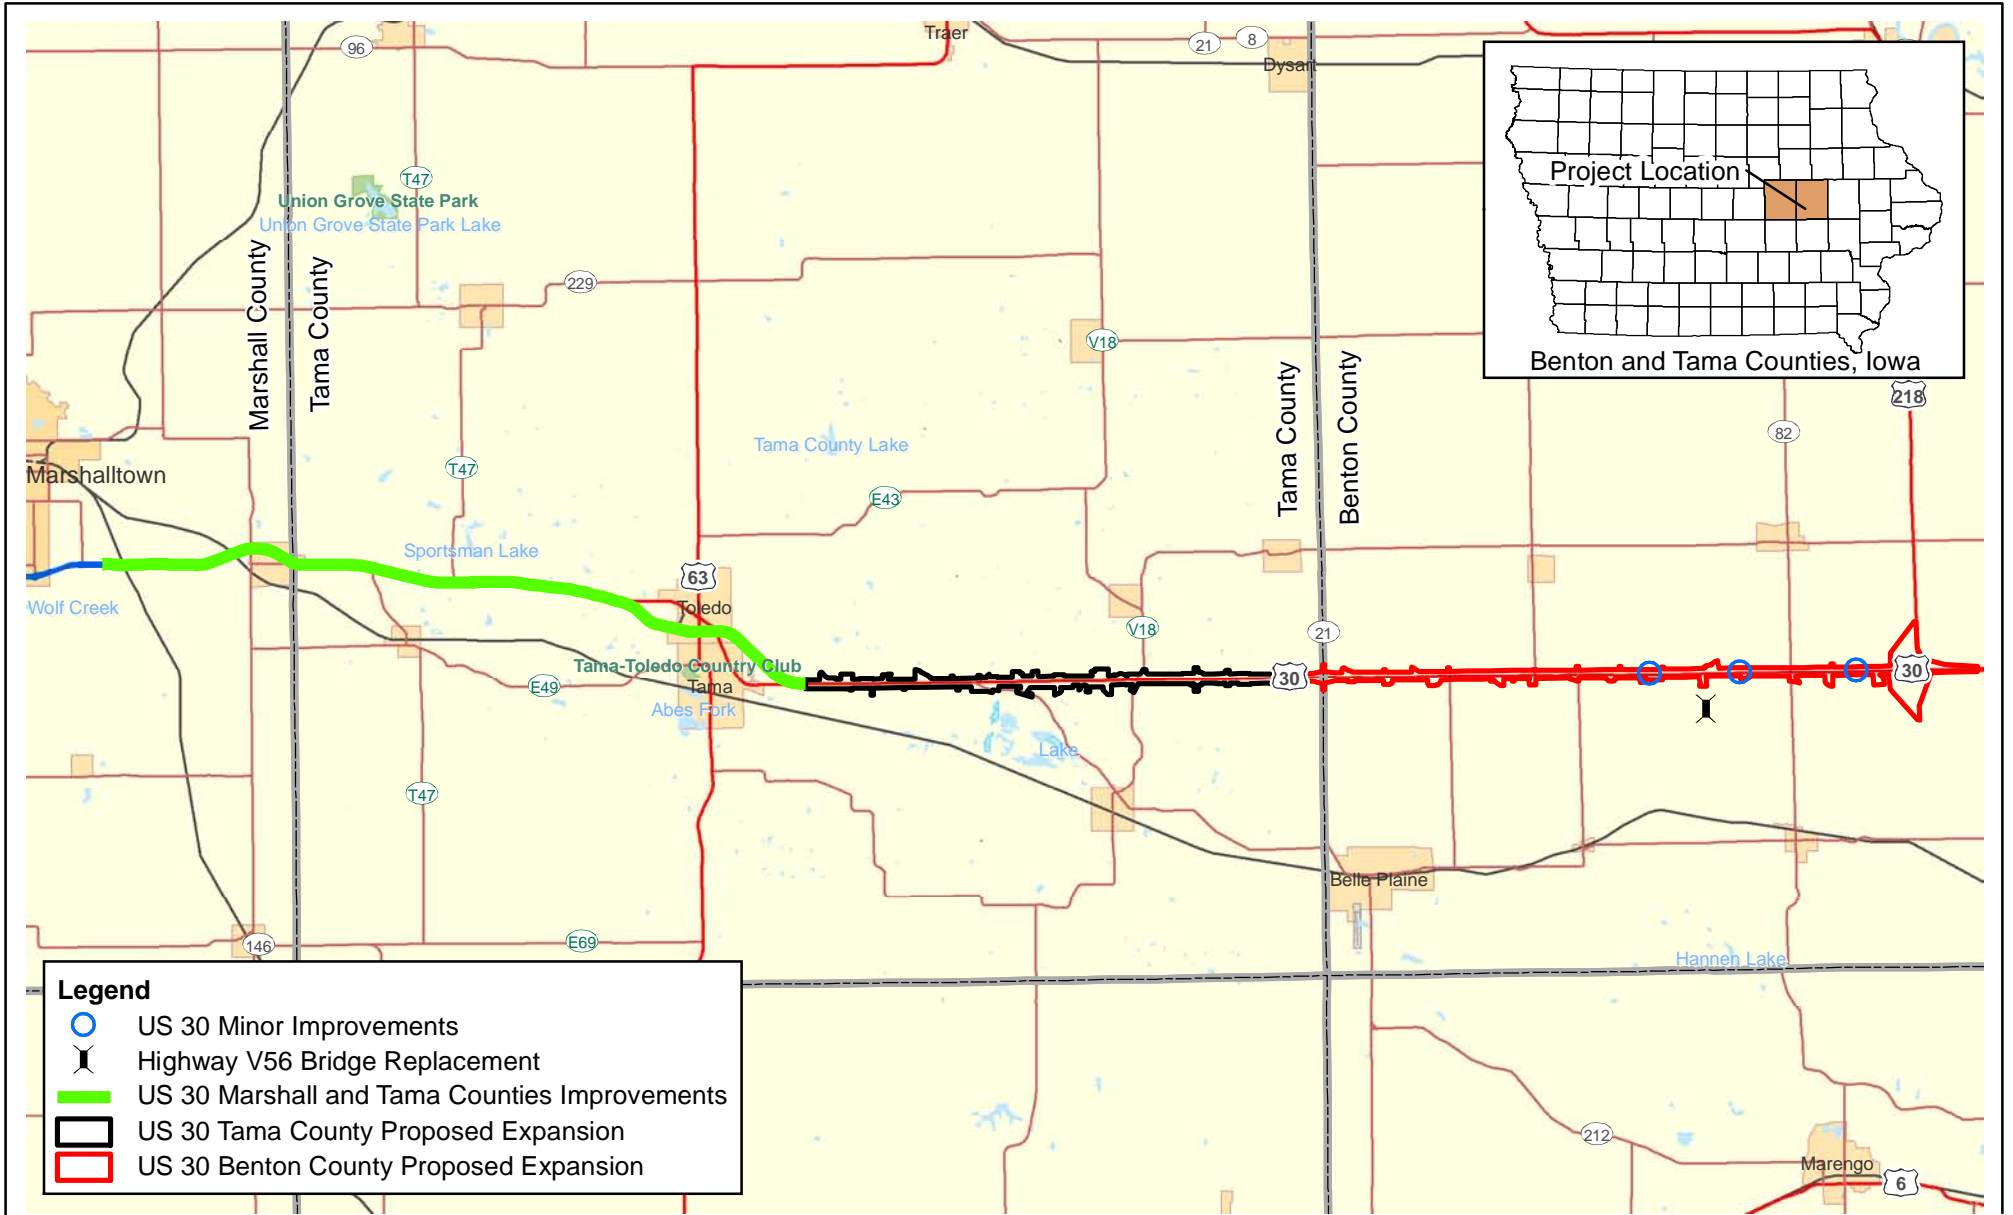 Traer
96
21
8
Dysart
Project Location
Benton and Tama Counties, Iowa
T47
Union Grove State Park
Union Grove State Park Lake
Marshall County
Tama County
229
V18
Tama County
Benton County
218
82
Tama County Lake
Marshalltown
T47
E43
Sportsman Lake
63
Wolf Creek
Toledo
V18
21
Tama-Toledo Country Club
E49
Tama
30
30
Abes Fork
Lake
T47
Belle Plaine
146
E69
Hannen Lake
Legend
US 30 Minor Improvements
Highway V56 Bridge Replacement
US 30 Marshall and Tama Counties Improvements
US 30 Tama County Proposed Expansion
US 30 Benton County Proposed Expansion
212
Marengo
6